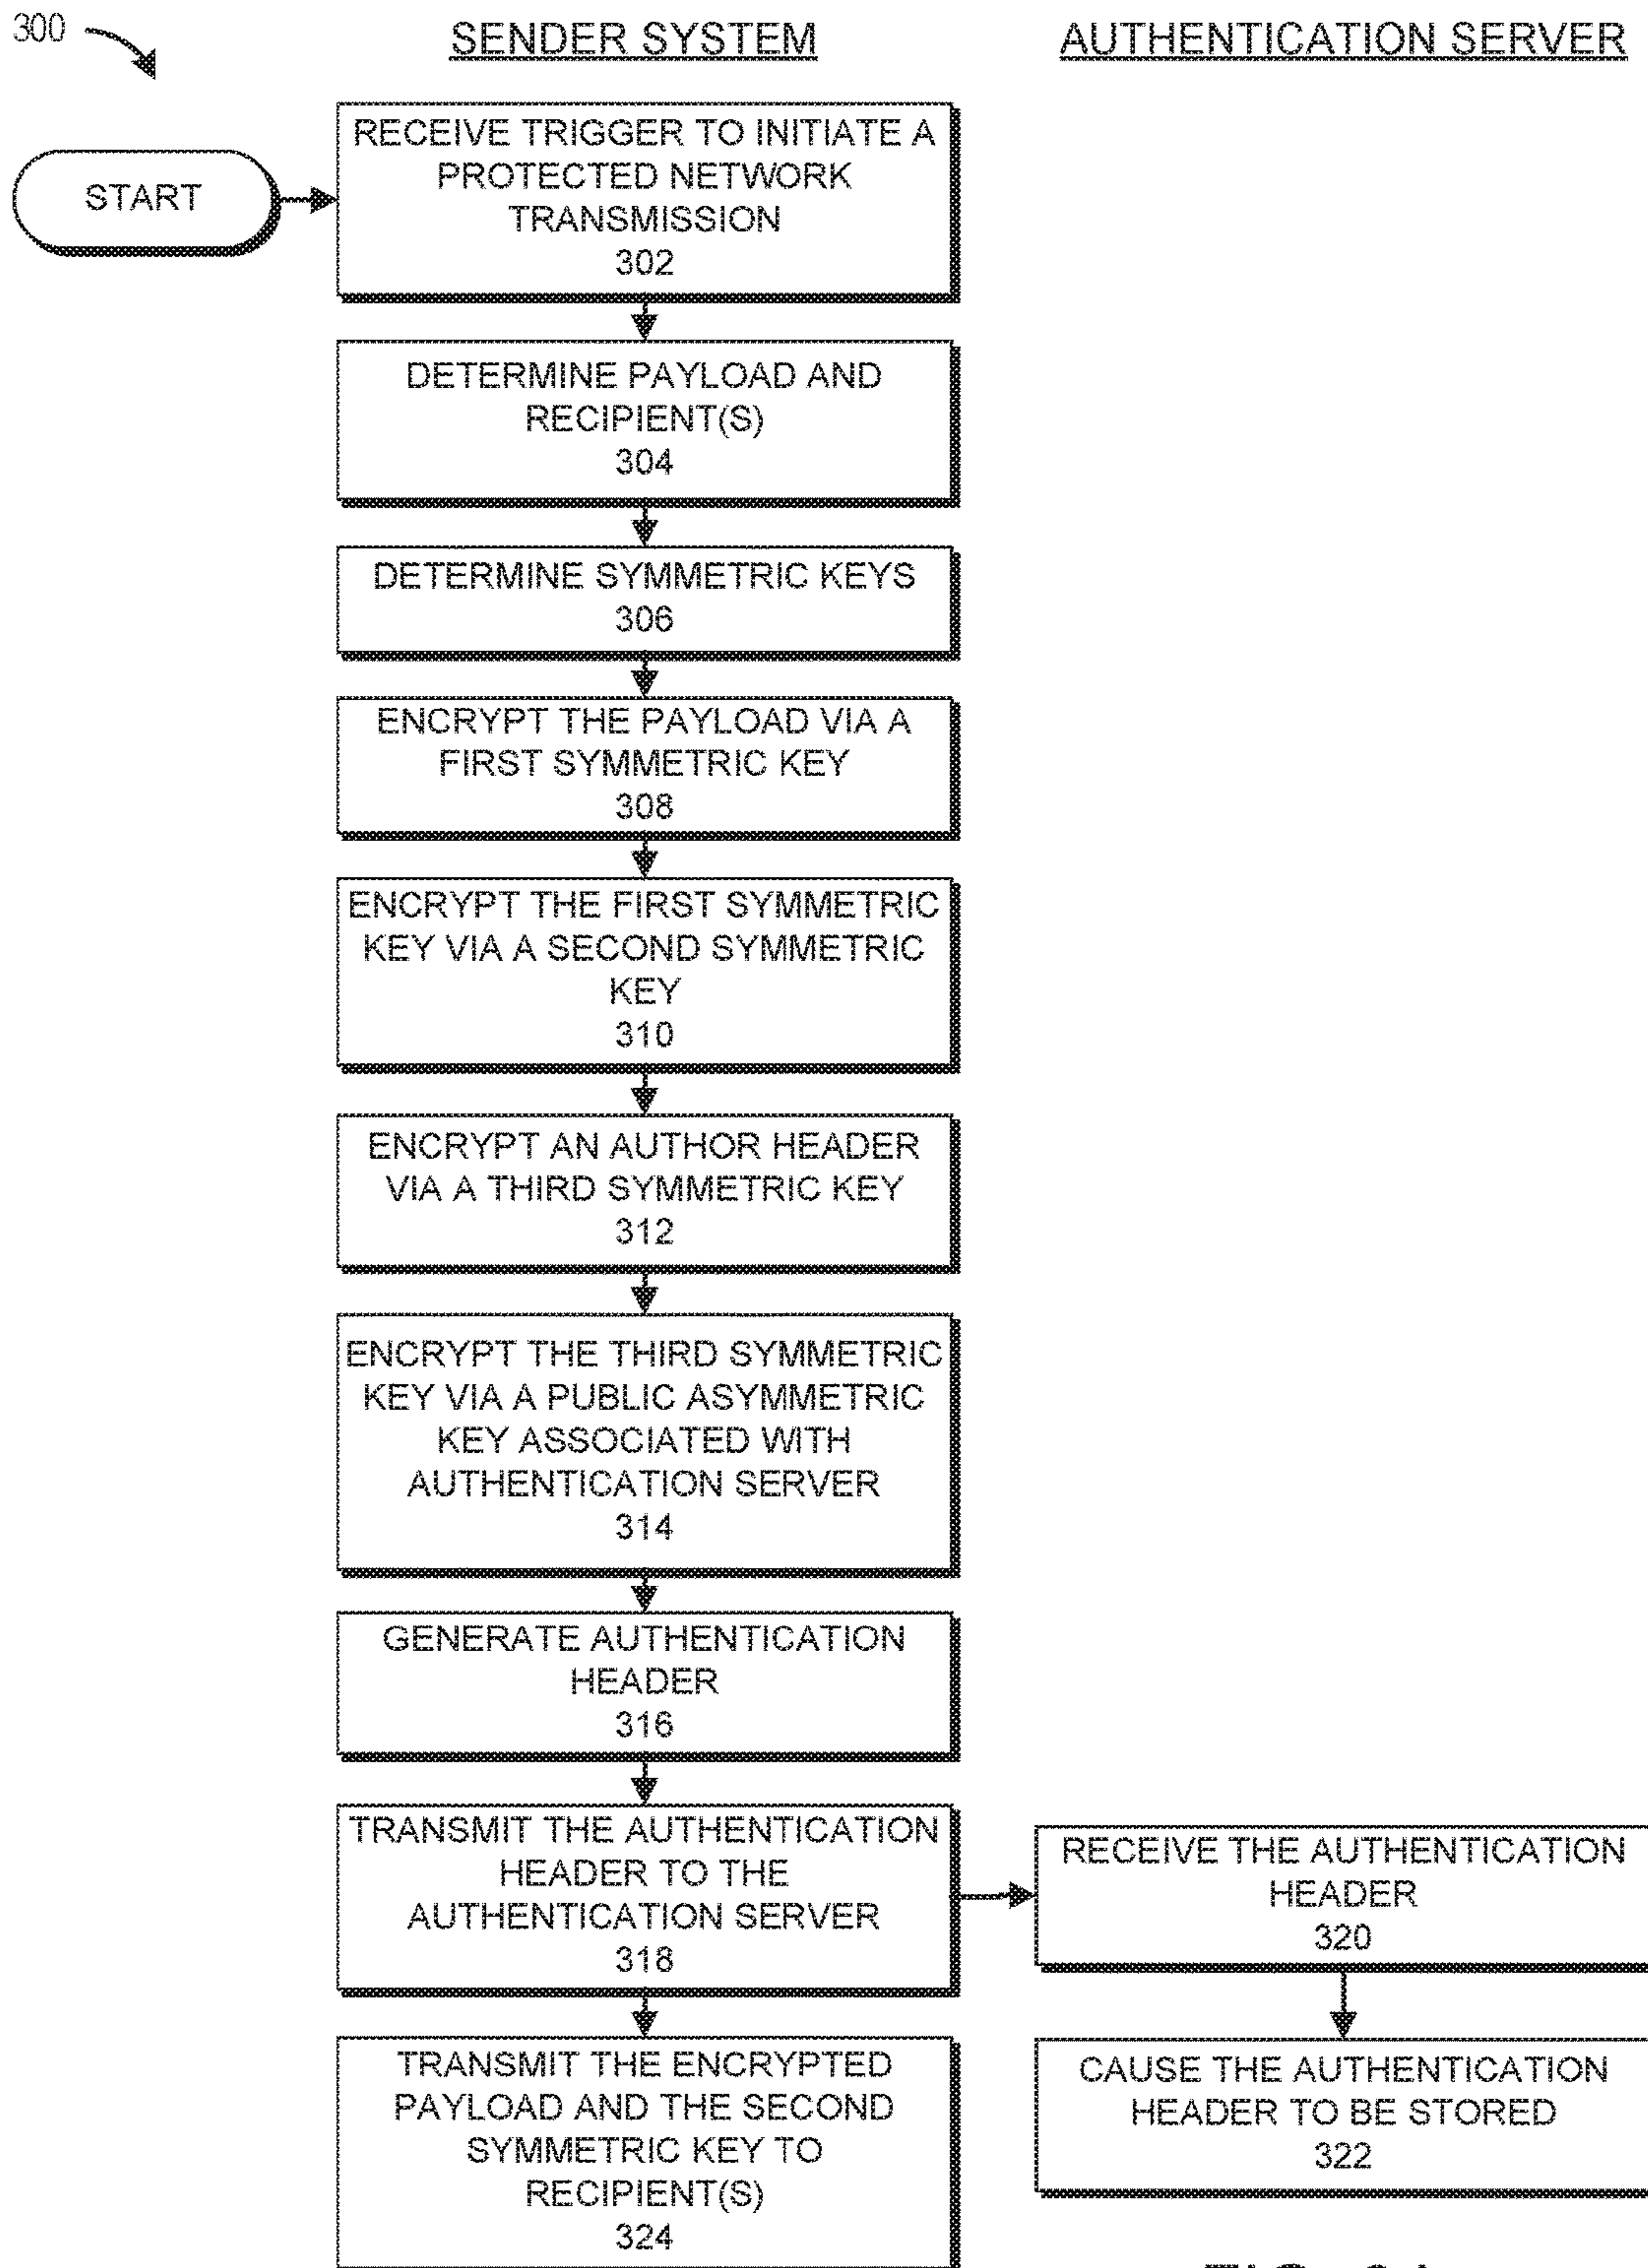 300
SENDER SYSTEM
AUTHENTICATION SERVER
START
RECEIVE TRIGGER TO INITIATE A
PROTECTED NETWORK
TRANSMISSION
302
DETERMINE PAYLOAD AND
RECIPIENT(S)
304
DETERMINE SYMMETRIC KEYS
306
ENCRYPT THE PAYLOAD VIA A
FIRST SYMMETRIC KEY
308
ENCRYPT THE FIRST SYMMETRIC
KEY VIA A SECOND SYMMETRIC
KEY
310
ENCRYPT AN AUTHOR HEADER
VIA A THIRD SYMMETRIC KEY
312
ENCRYPT THE THIRD SYMMETRIC
KEY VIA A PUBLIC ASYMMETRIC
KEY ASSOCIATED WITH
AUTHENTICATION SERVER
314
GENERATE AUTHENTICATION
HEADER
316
TRANSMIT THE AUTHENTICATION
HEADER TO THE
AUTHENTICATION SERVER
318
RECEIVE THE AUTHENTICATION
HEADER
320
CAUSE THE AUTHENTICATION
HEADER TO BE STORED
322
TRANSMIT THE ENCRYPTED
PAYLOAD AND THE SECOND
SYMMETRIC KEY TO
RECIPIENT(S)
324